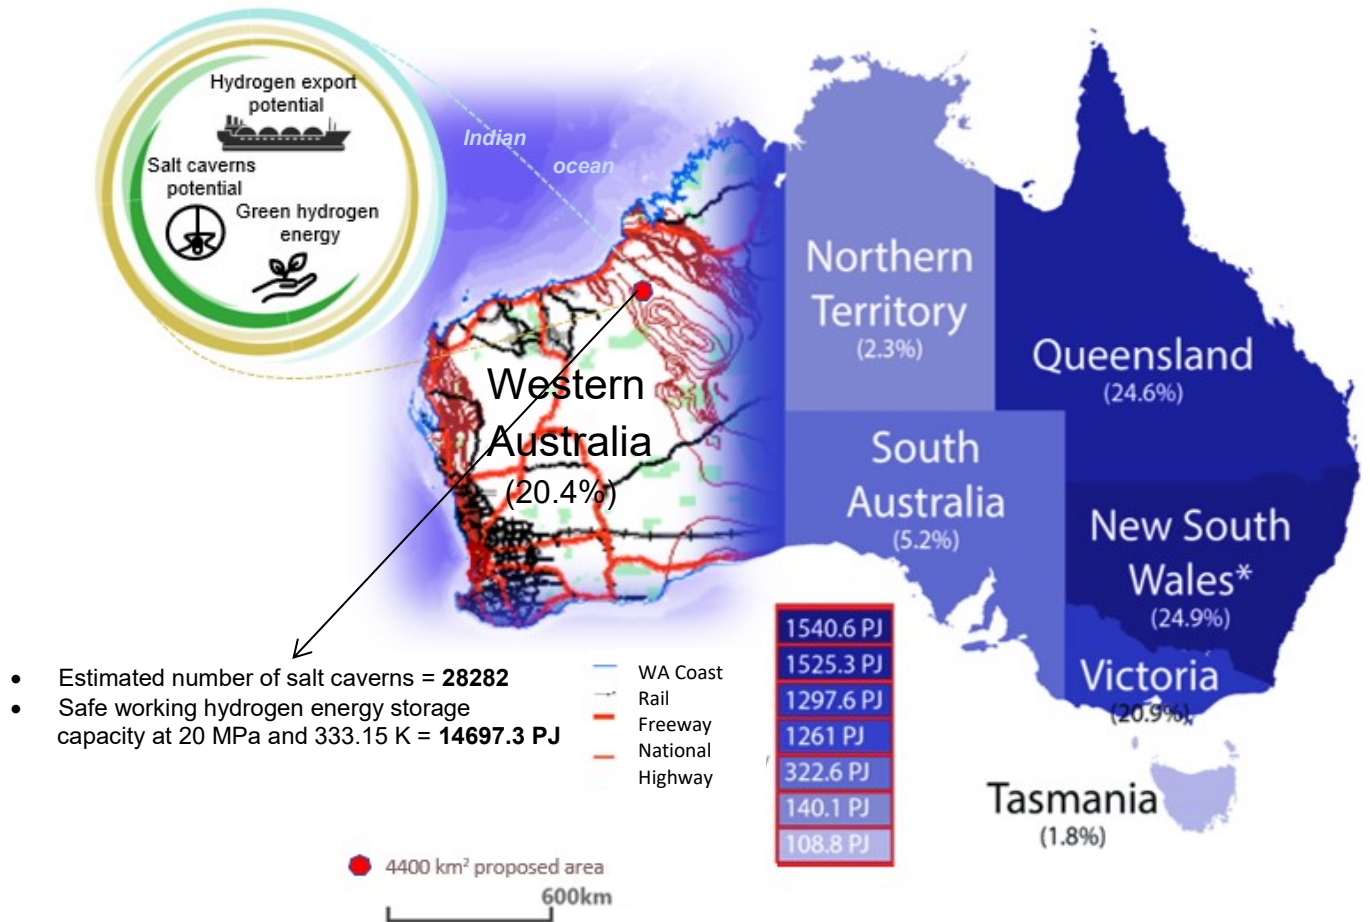 Hydrogen export
potential
Salt caverns
potential
Green hydrogen
energy
Indian
ocean
Western
Australia
(20.4%)
Northern
Territory
(2.3%)
Queensland
(24.6%)
South
Australia
(5.2%)
New South
Wales*
(24.9%)
Victoria
(20.9%)
Tasmania
(1.8%)
• Estimated number of salt caverns = 28282
• Safe working hydrogen energy storage
capacity at 20 MPa and 333.15 K = 14697.3 PJ
WA Coast
Rail
Freeway
National
Highway
1540.6 PJ
1525.3 PJ
1297.6 PJ
1261 PJ
322.6 PJ
140.1 PJ
108.8 PJ
4400 km² proposed area
600km